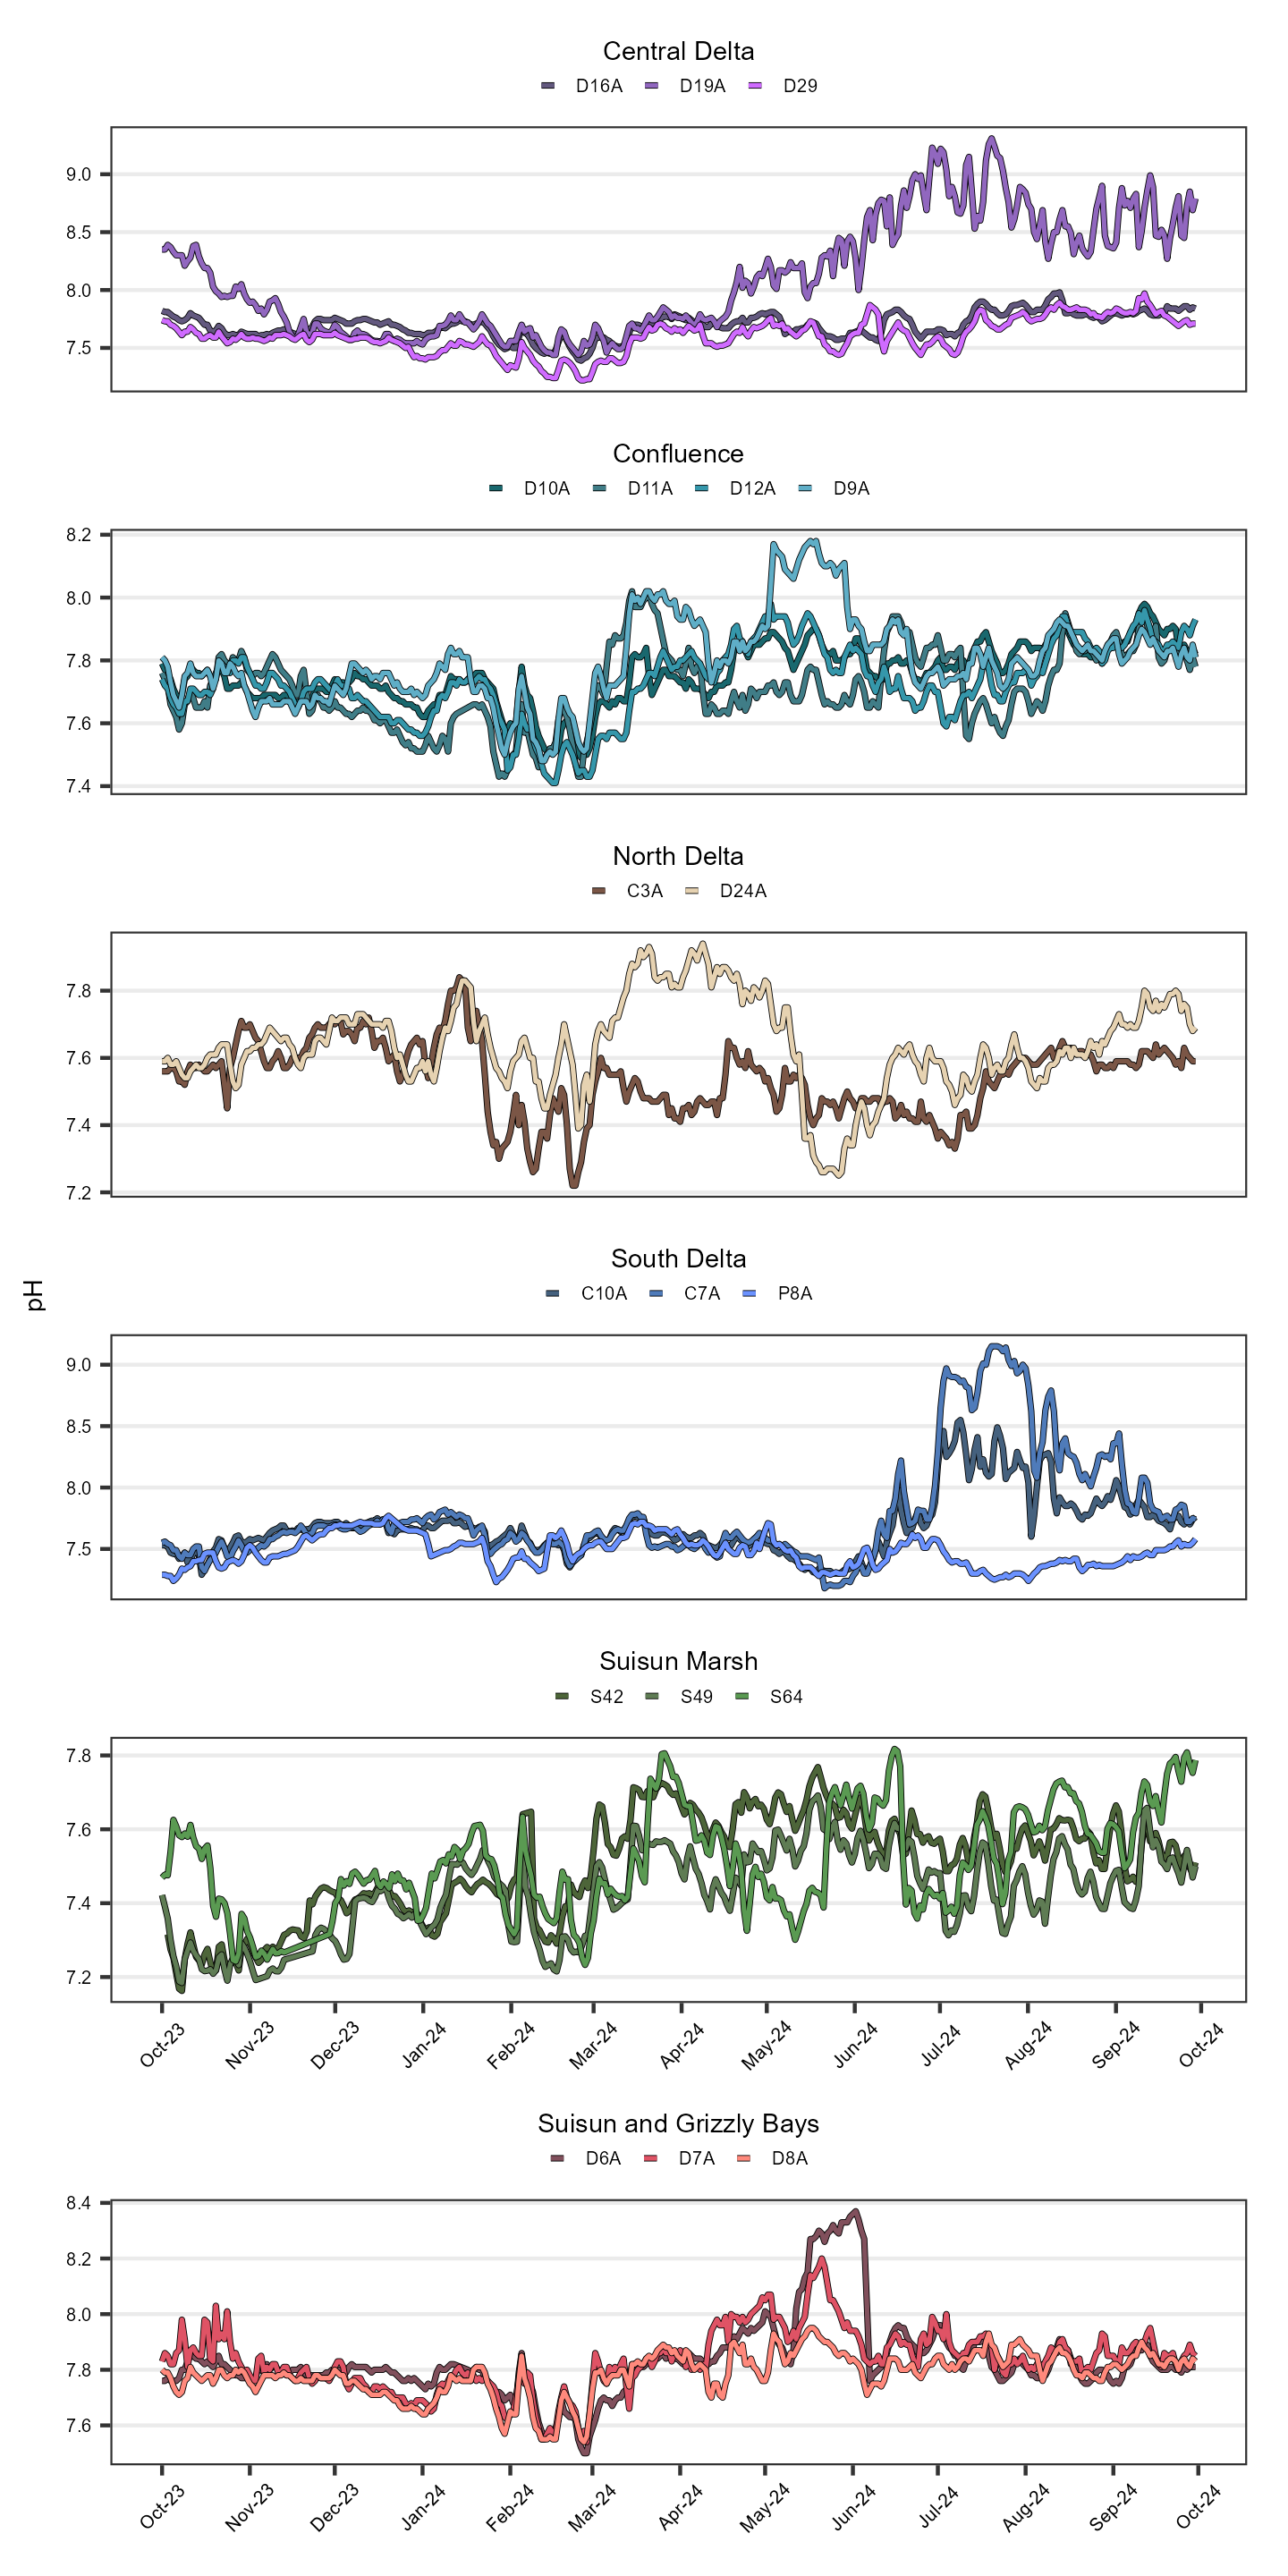 Central Delta
D16A D19A D29
9.0
8.5
8.0
7.5
Confluence
D10A D11A D12A D9A
8.2
8.0
7.8
7.6
7.4
North Delta
C3A D24A
7.8
7.6
7.4
7.2
South Delta
C10A C7A P8A
pH
9.0
8.5
8.0
7.5
Suisun Marsh
S42 S49 S64
7.8
7.6
7.4
7.2
Oct-23 Nov-23 Dec-23 Jan-24 Feb-24 Mar-24 Apr-24 May-24 Jun-24 Jul-24 Aug-24 Sep-24 Oct-24
Suisun and Grizzly Bays
D6A D7A D8A
8.4
8.2
8.0
7.8
7.6
Oct-23 Nov-23 Dec-23 Jan-24 Feb-24 Mar-24 Apr-24 May-24 Jun-24 Jul-24 Aug-24 Sep-24 Oct-24